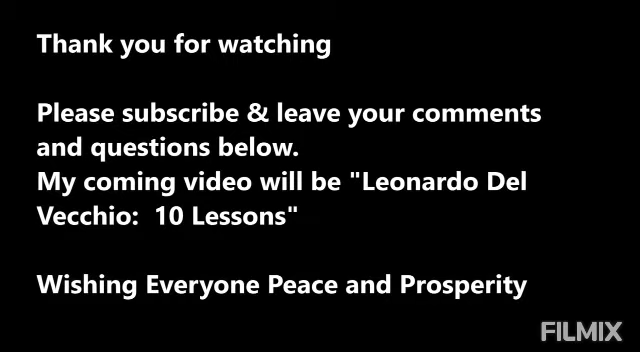 Thank you for watching
Please subscribe & leave your comments
and questions below.
My coming video will be "Leonardo Del
Vecchio:  10 Lessons"
Wishing Everyone Peace and Prosperity
FILMIX